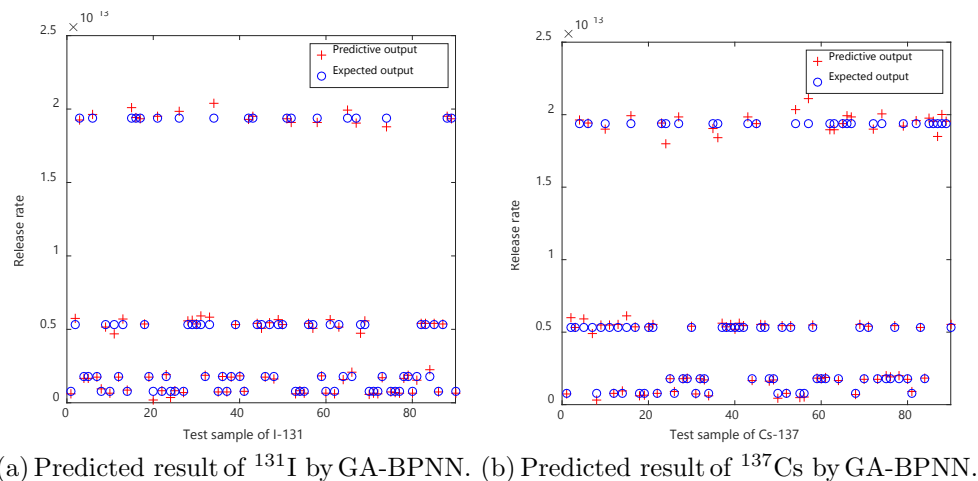 × 10 13
2.5
2
1.5
1
0.5
0
0 20 40 60 80
Release rate
Test sample of I-131
Predictive output
Expected output
× 10 13
2.5
2
1.5
1
0.5
0
0 20 40 60 80
Release rate
Test sample of Cs-137
Predictive output
Expected output
(a) Predicted result of ¹³¹I by GA-BPNN. (b) Predicted result of ¹³⁷Cs by GA-BPNN.